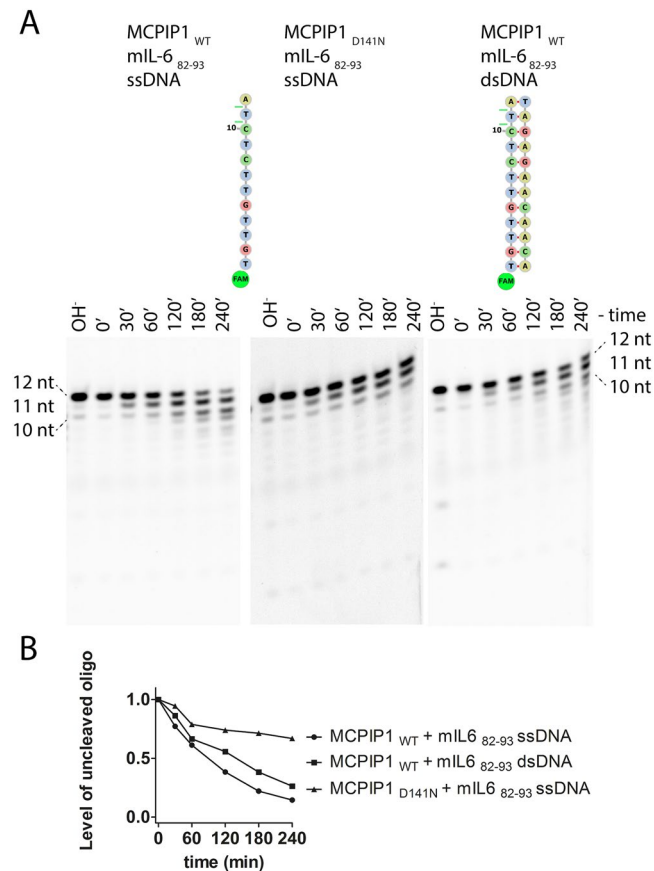 A
MCPIP1 WT
mIL-6 82-93
ssDNA
MCPIP1 D141N
mIL-6 82-93
ssDNA
MCPIP1 WT
mIL-6 82-93
dsDNA
A
T
10- C
T
C
T
T
G
T
T
G
T
FAM
A T
T A
10- C G
T A
C G
T A
T A
G C
T A
T A
G C
T A
FAM
OH- 0' 30' 60' 120' 180' 240'
OH- 0' 30' 60' 120' 180' 240'
OH- 0' 30' 60' 120' 180' 240' - time
12 nt
11 nt
10 nt
12 nt
11 nt
10 nt
B
Level of uncleaved oligo
1.0
0.5
0.0
0 60 120 180 240
time (min)
MCPIP1 WT + mIL6 82-93 ssDNA
MCPIP1 WT + mIL6 82-93 dsDNA
MCPIP1 D141N + mIL6 82-93 ssDNA